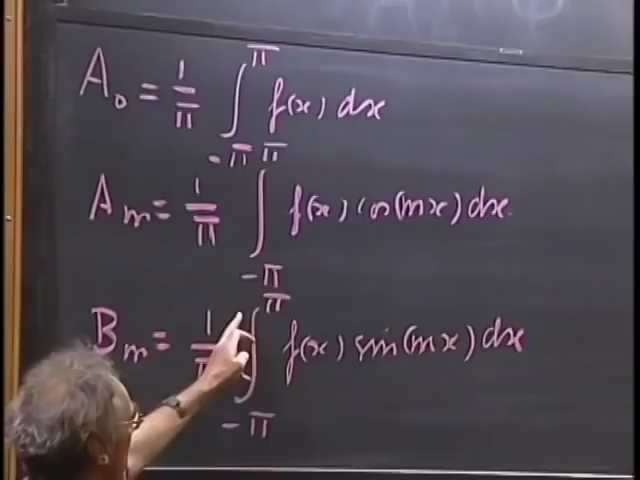 A₀ = 1/π ∫_{-π}^{π} f(x) dx
A_m = 1/π ∫_{-π}^{π} f(x) cos(mx) dx
B_m = 1/π ∫_{-π}^{π} f(x) sin(mx) dx